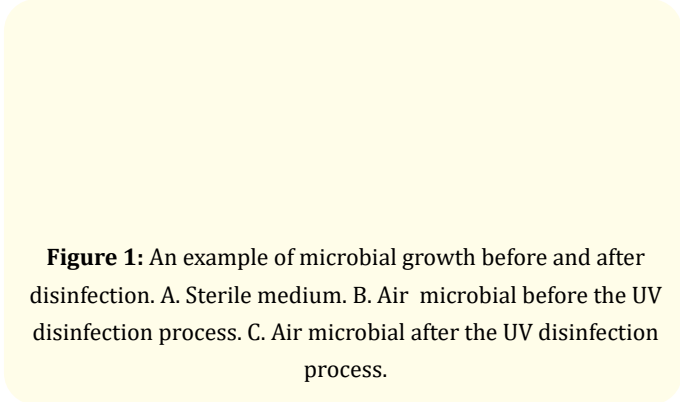 Figure 1: An example of microbial growth before and after
disinfection. A. Sterile medium. B. Air  microbial before the UV
disinfection process. C. Air microbial after the UV disinfection
process.